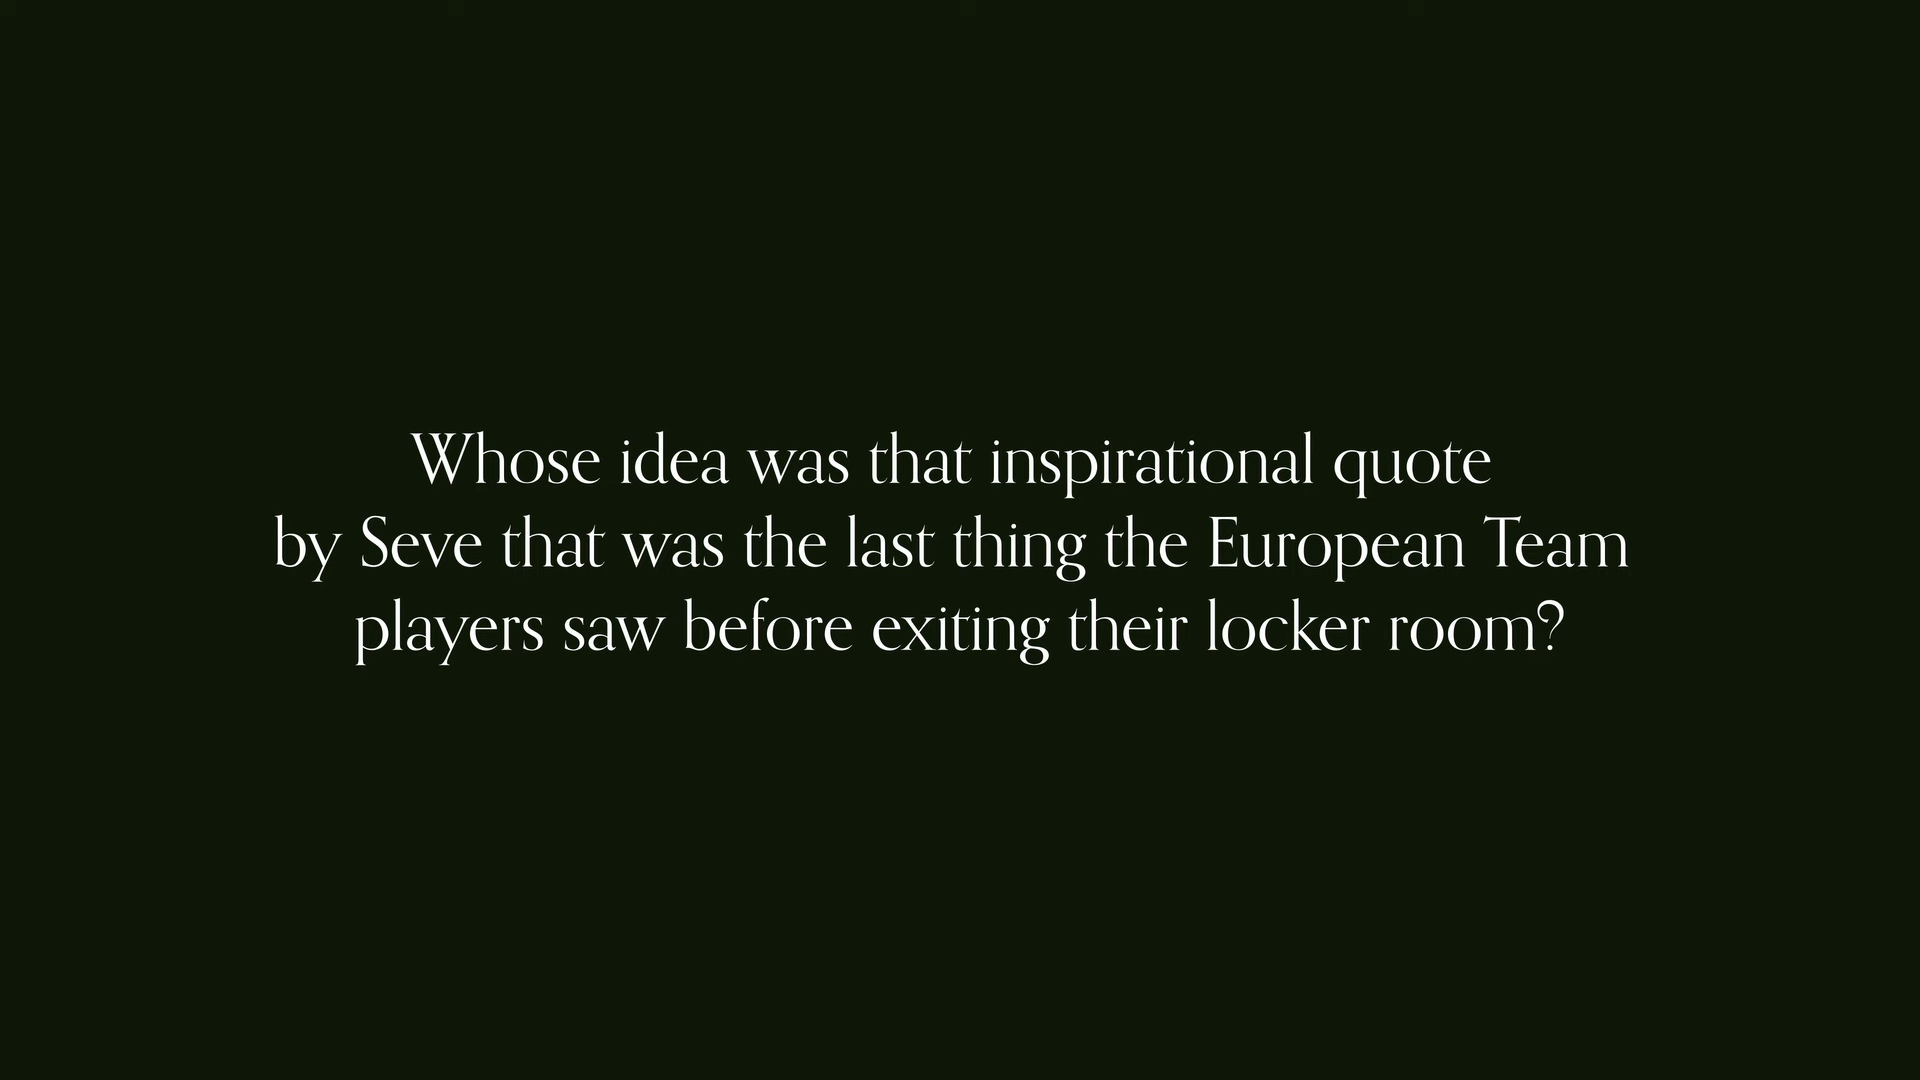 Whose idea was that inspirational quote
by Seve that was the last thing the European Team
players saw before exiting their locker room?